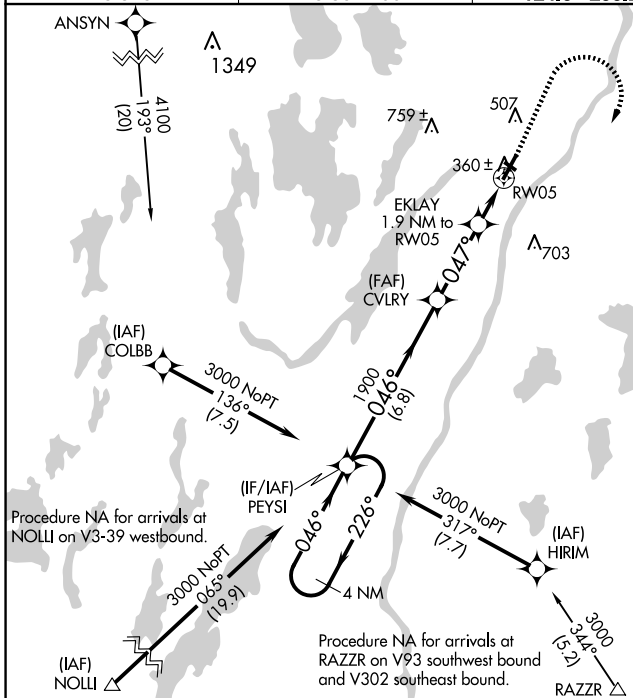 ANSYN
1349
4100
193°
(20)
759 ±
507
360 ±
RW05
EKLAY
1.9 NM to
RW05
047°
703
(FAF)
CVLRY
(IAF)
COLBB
3000 NoPT
136°
(7.5)
1900
046°
(6.8)
(IF/IAF)
PEYSI
046°
226°
4 NM
3000 NoPT
317°
(7.7)
(IAF)
HIRIM
Procedure NA for arrivals at
NOLLI on V3-39 westbound.
3000 NoPT
065°
(19.9)
(IAF)
NOLLI
Procedure NA for arrivals at
RAZZR on V93 southwest bound
and V302 southeast bound.
3000
344°
(5.2)
RAZZR